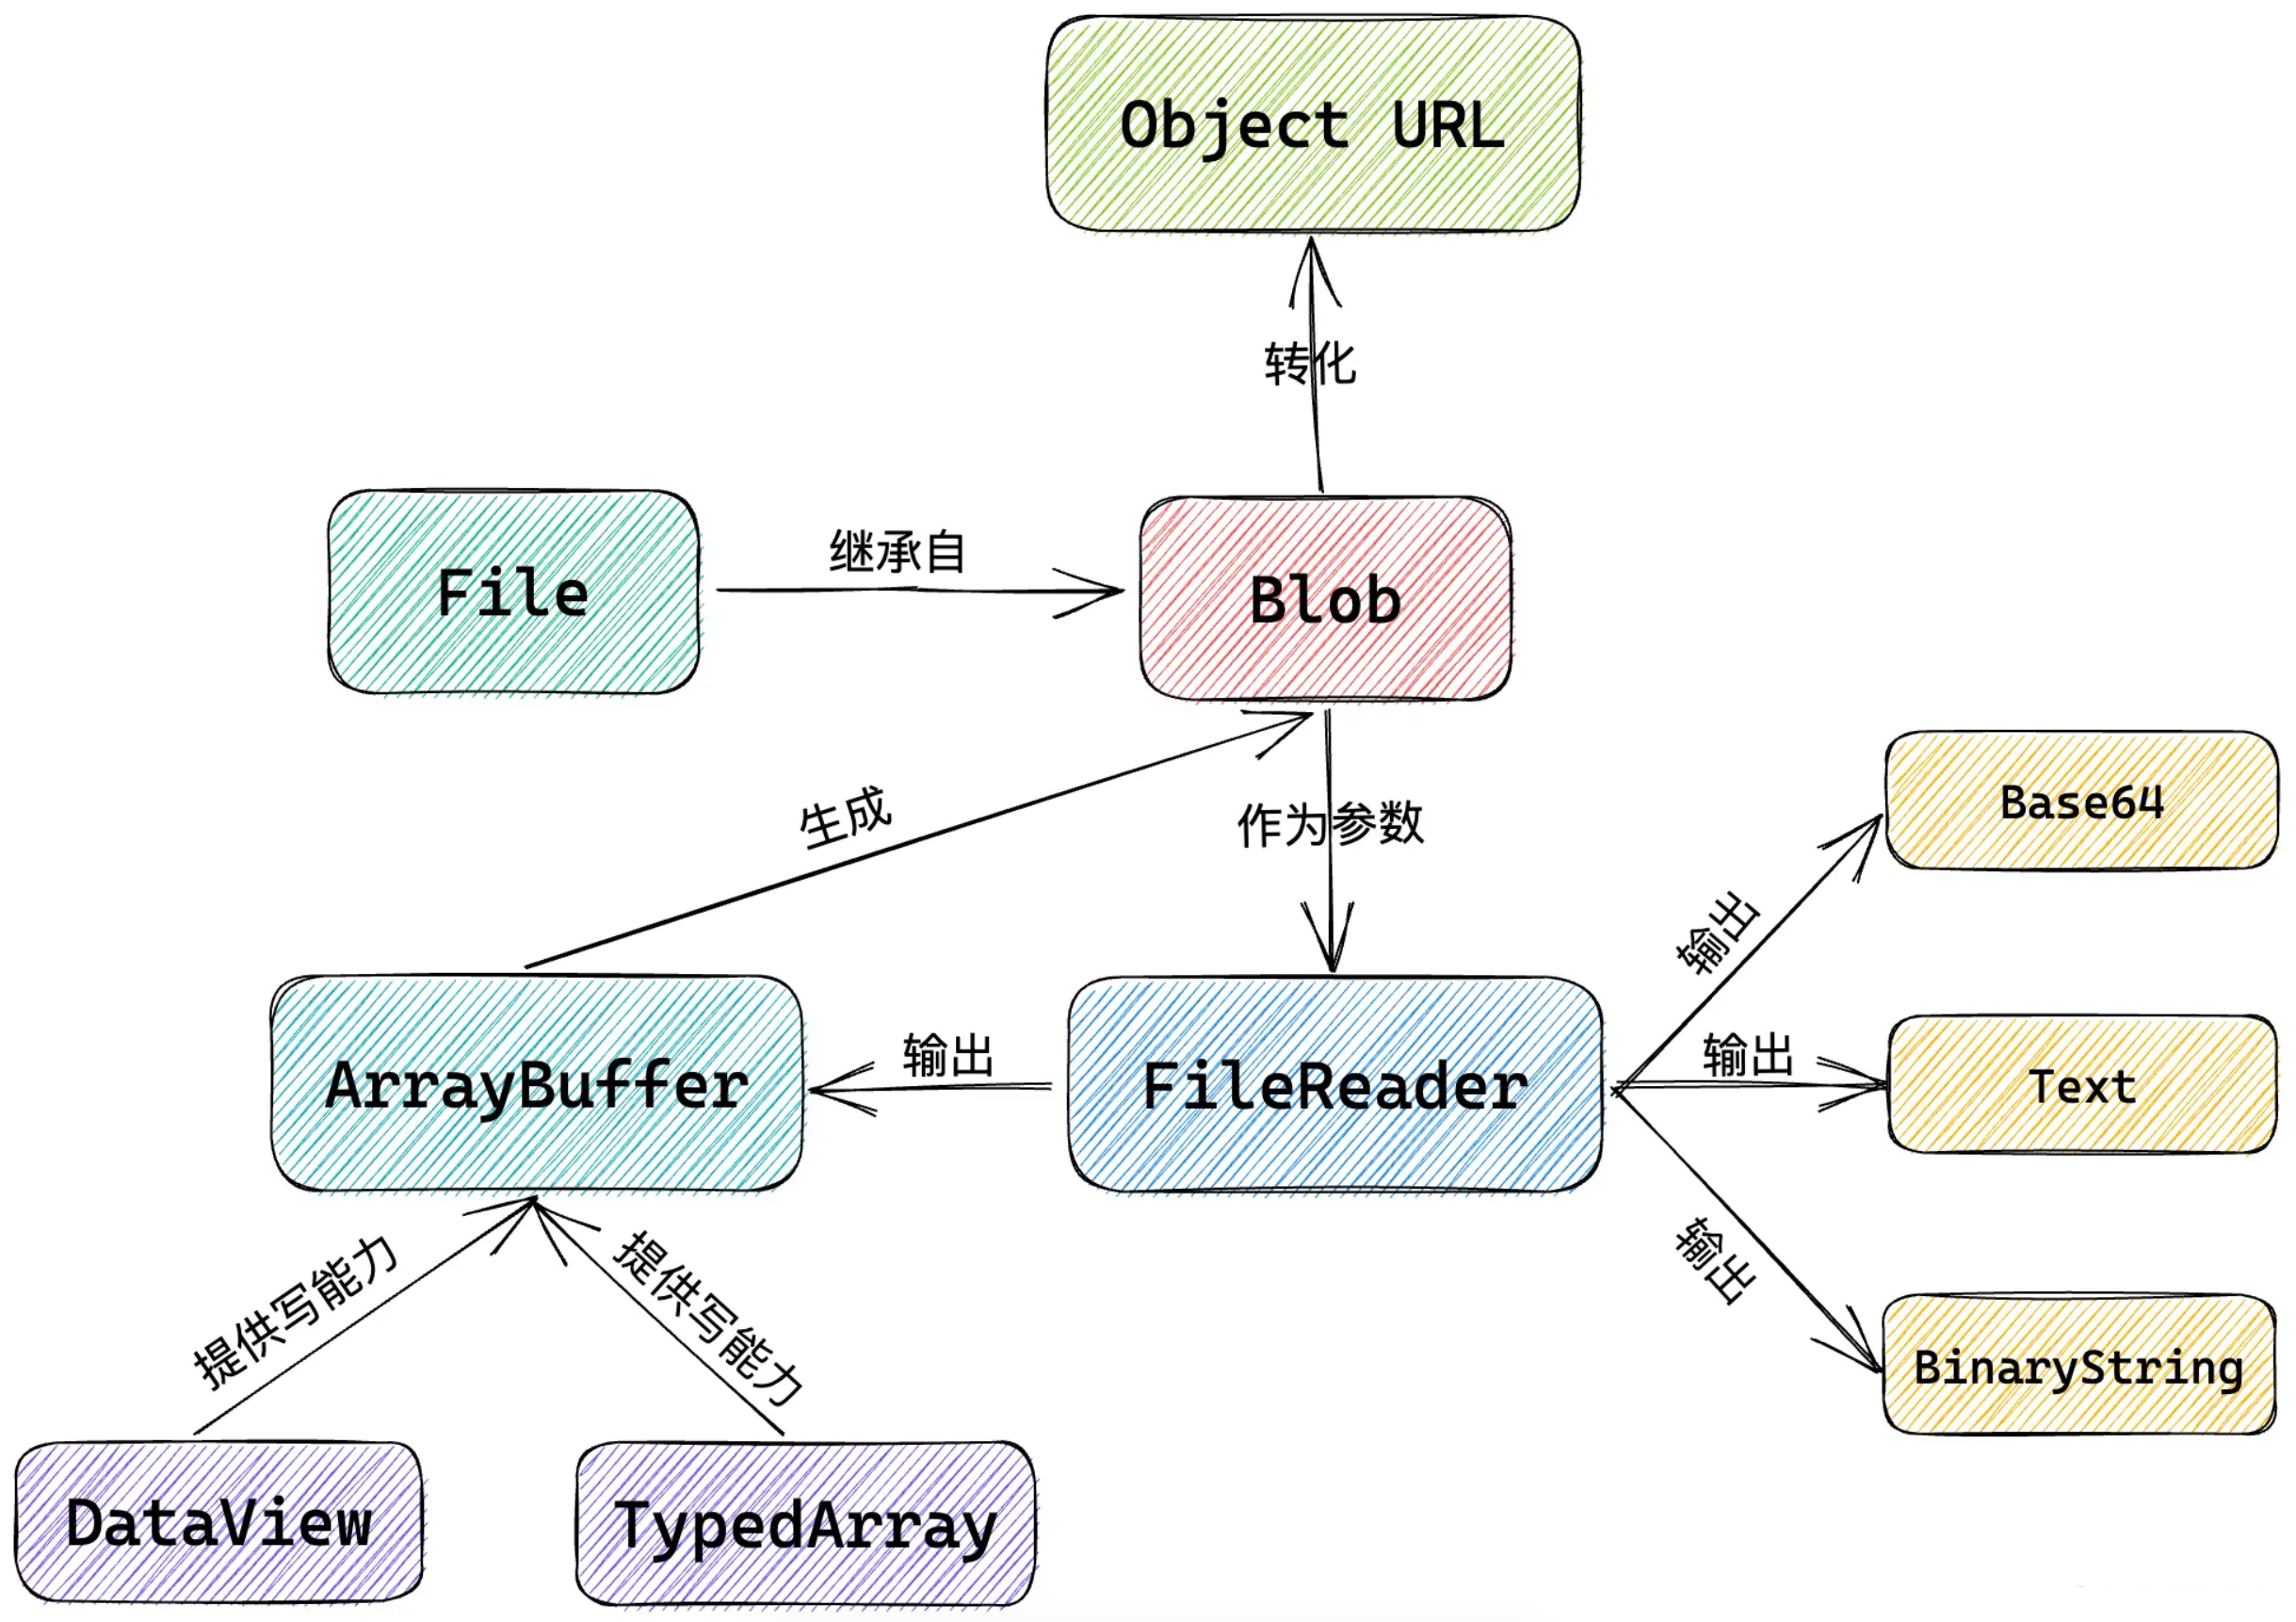 Object URL
转化
File
继承自
Blob
生成
作为参数
Base64
输出
ArrayBuffer
输出
FileReader
输出
Text
输出
BinaryString
提供写能力
提供写能力
DataView
TypedArray